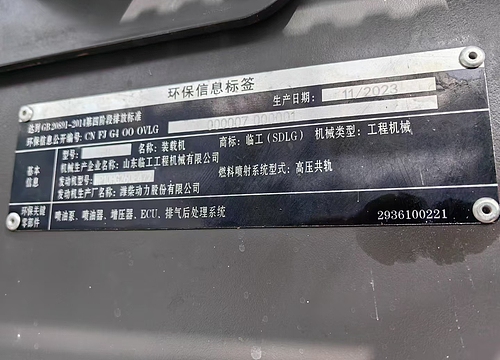 环保信息标签
生产日期： 11/2023
达到GB20891-2014第四阶段排放标准
环保信息公开编号: CN FJ G4 OO OVLG 000007 000001
基本信息
型号: 名称: 装载机 商标: 临工(SDLG) 机械类型: 工程机械
机械生产企业名称: 山东临工工程机械有限公司
发动机型号: 燃料喷射系统型式: 高压共轨
发动机生产厂名称: 潍柴动力股份有限公司
环保关键零部件
喷油泵、喷油器、增压器、ECU、排气后处理系统
2936100221